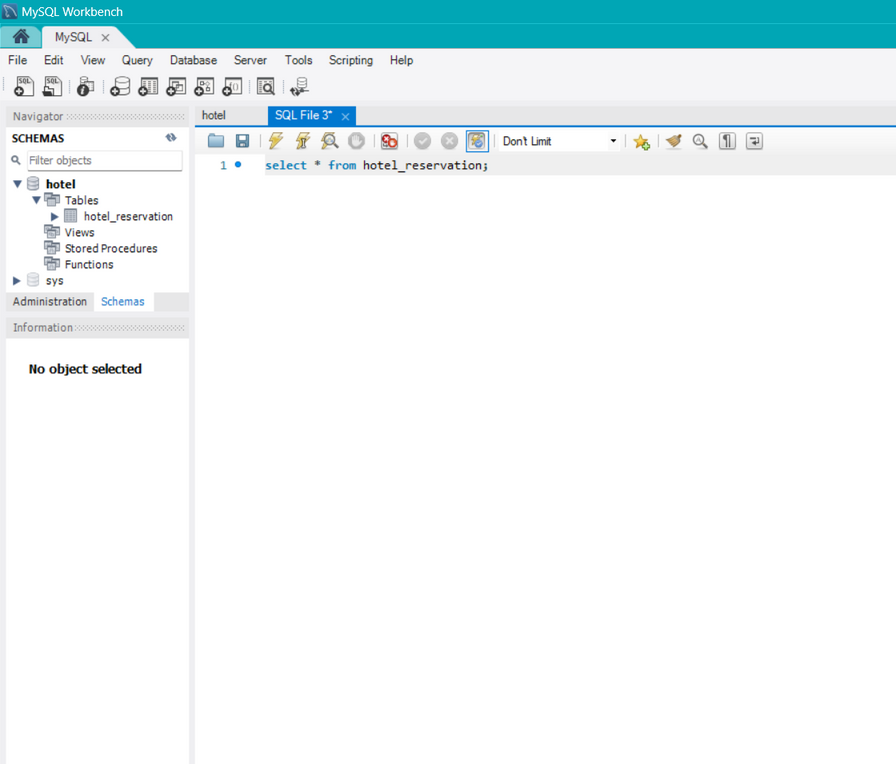 MySQL Workbench
MySQL
File Edit View Query Database Server Tools Scripting Help
Navigator
SCHEMAS
Filter objects
hotel
Tables
hotel_reservation
Views
Stored Procedures
Functions
sys
Administration Schemas
Information
No object selected
hotel SQL File 3*
Don't Limit
1 select * from hotel_reservation;